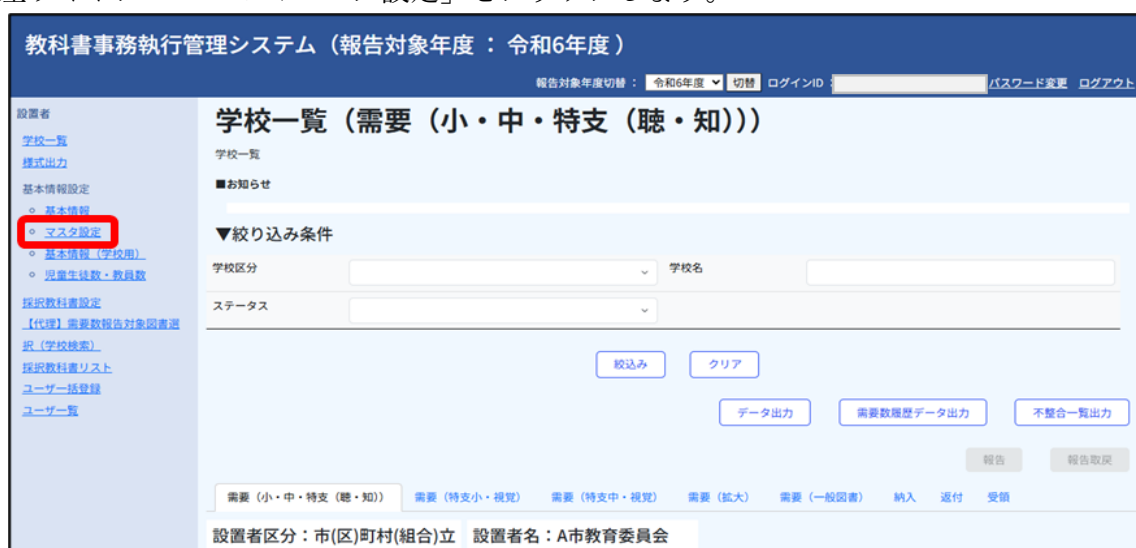 教科書事務執行管理システム（報告対象年度 ： 令和6年度 ）
報告対象年度切替 ： 令和6年度 切替 ログインID : パスワード変更 ログアウト
設置者
学校一覧
様式出力
基本情報設定
基本情報
マスタ設定
基本情報（学校用）
児童生徒数・教員数
採択教科書設定
【代理】需要数報告対象図書選
択（学校検索）
採択教科書リスト
ユーザ一括登録
ユーザ一覧
学校一覧（需要（小・中・特支（聴・知）））
学校一覧
■お知らせ
▼絞り込み条件
学校区分
学校名
ステータス
絞込み クリア
データ出力 需要数履歴データ出力 不整合一覧出力
報告 報告取戻
需要（小・中・特支（聴・知）） 需要（特支小・視覚） 需要（特支中・視覚） 需要（拡大） 需要（一般図書） 納入 返付 受領
設置者区分：市(区)町村(組合)立 設置者名：A市教育委員会